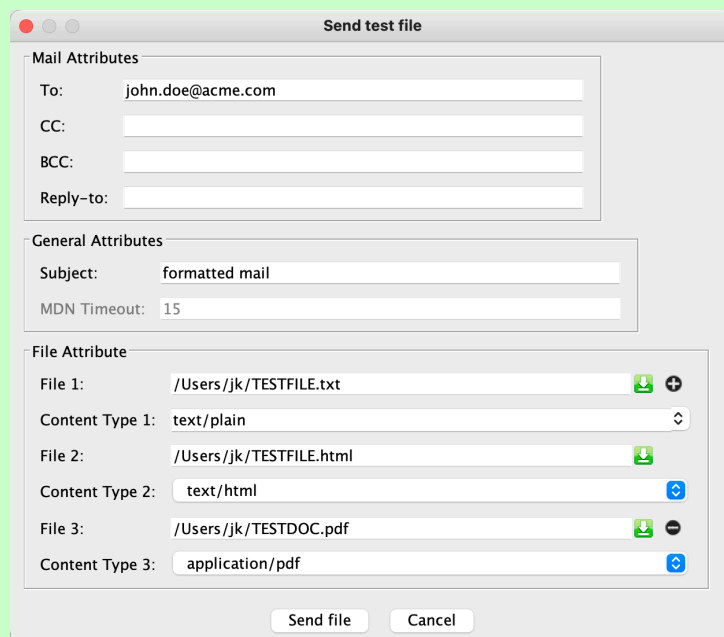 Send test file
Mail Attributes
To: john.doe@acme.com
CC:
BCC:
Reply-to:
General Attributes
Subject: formatted mail
MDN Timeout: 15
File Attribute
File 1: /Users/jk/TESTFILE.txt
Content Type 1: text/plain
File 2: /Users/jk/TESTFILE.html
Content Type 2: text/html
File 3: /Users/jk/TESTDOC.pdf
Content Type 3: application/pdf
Send file Cancel